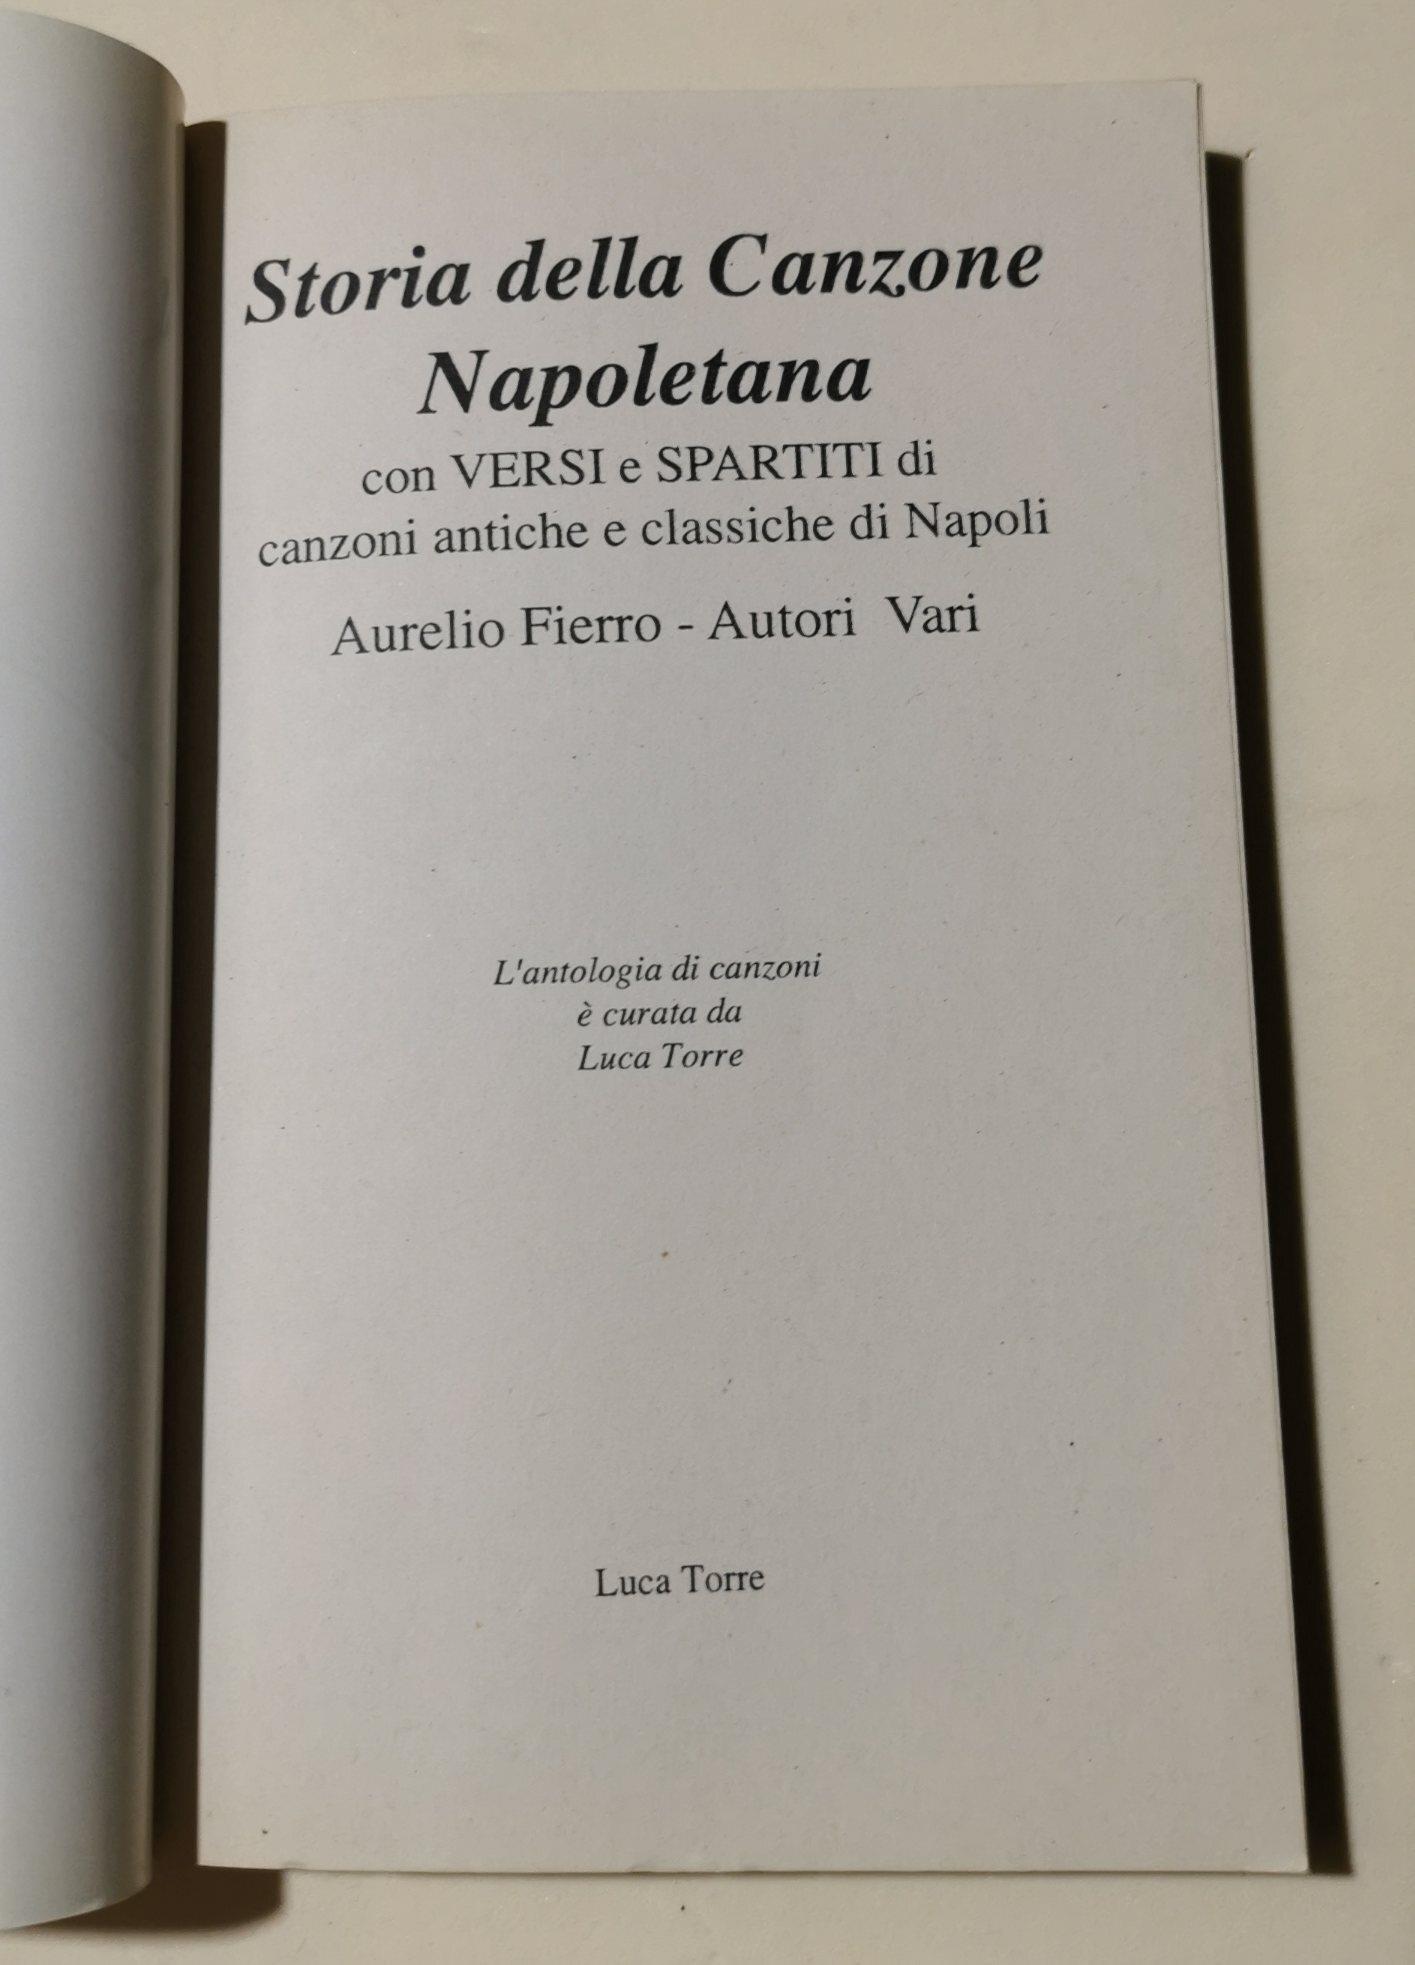 Storia della Canzone
Napoletana
con VERSI e SPARTITI di
canzoni antiche e classiche di Napoli
Aurelio Fierro - Autori Vari
L'antologia di canzoni
è curata da
Luca Torre
Luca Torre